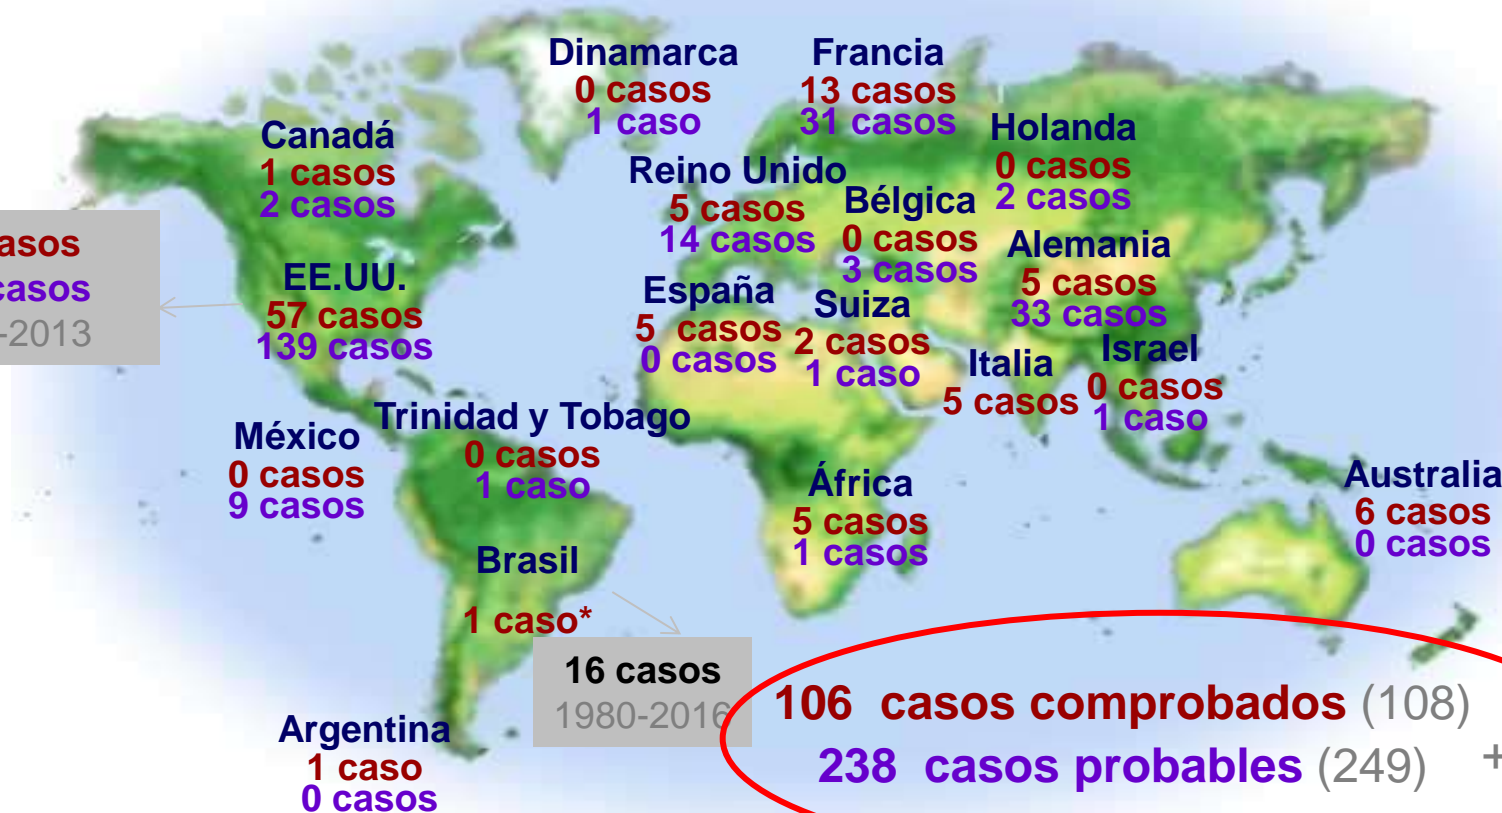 Dinamarca
0 casos
1 caso
Francia
13 casos
31 casos
Canadá
1 casos
2 casos
Holanda
0 casos
2 casos
Reino Unido
5 casos
14 casos
Bélgica
0 casos
3 casos
Alemania
5 casos
33 casos
casos
casos
-2013
EE.UU.
57 casos
139 casos
España
5 casos
0 casos
Suiza
2 casos
1 caso
Italia
5 casos
Israel
0 casos
1 caso
México
0 casos
9 casos
Trinidad y Tobago
0 casos
1 caso
África
5 casos
1 casos
Australia
6 casos
0 casos
Brasil
1 caso*
16 casos
1980-2016
Argentina
1 caso
0 casos
106 casos comprobados (108)
238 casos probables (249) +